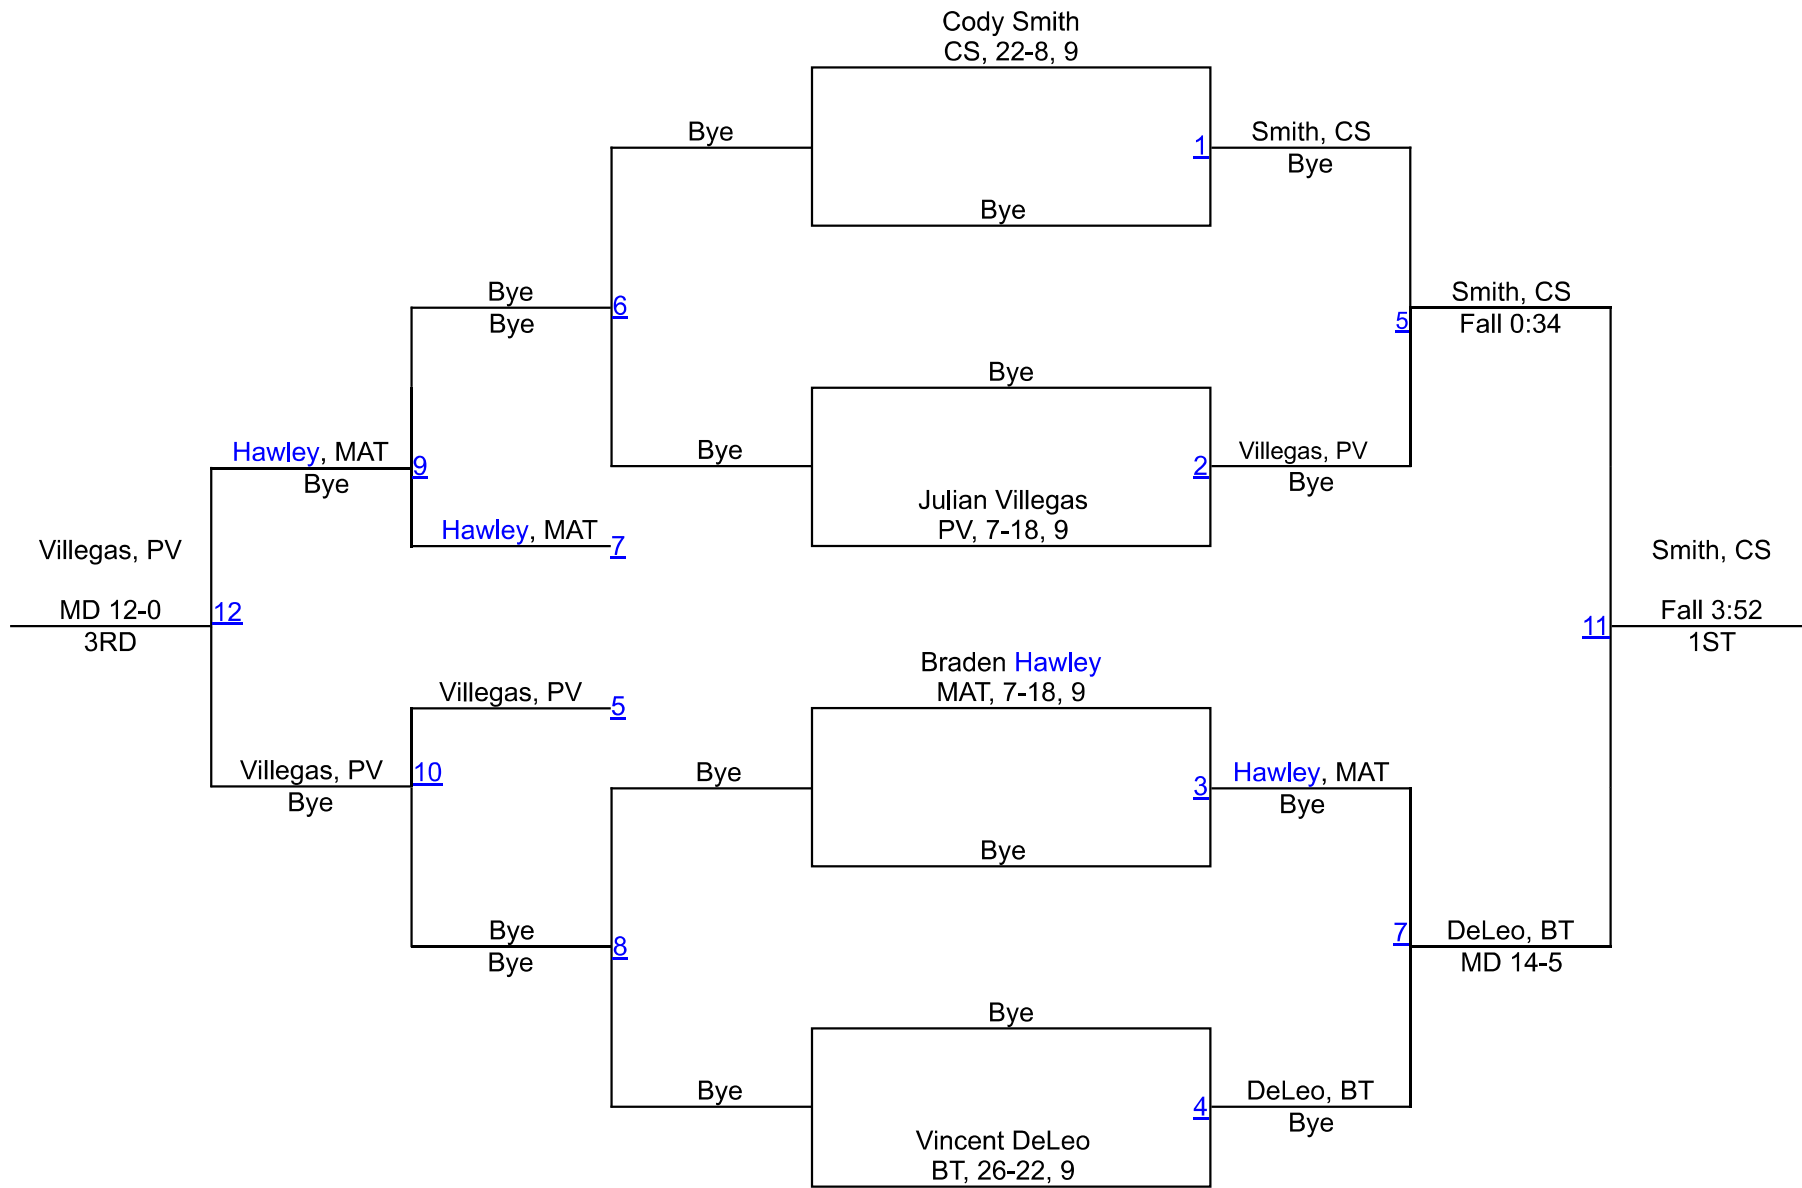 Cody Smith
CS, 22-8, 9
Bye
1
Smith, CS
Bye
Bye
Bye
Bye
6
Smith, CS
Fall 0:34
5
Bye
Hawley, MAT
Bye
9
Bye
2
Villegas, PV
Bye
Julian Villegas
PV, 7-18, 9
Hawley, MAT
7
Villegas, PV
MD 12-0
3RD
12
Smith, CS
Fall 3:52
1ST
11
Braden Hawley
MAT, 7-18, 9
Villegas, PV
5
Villegas, PV
Bye
10
Bye
3
Hawley, MAT
Bye
Bye
Bye
Bye
8
7
DeLeo, BT
MD 14-5
Bye
Bye
4
DeLeo, BT
Bye
Vincent DeLeo
BT, 26-22, 9